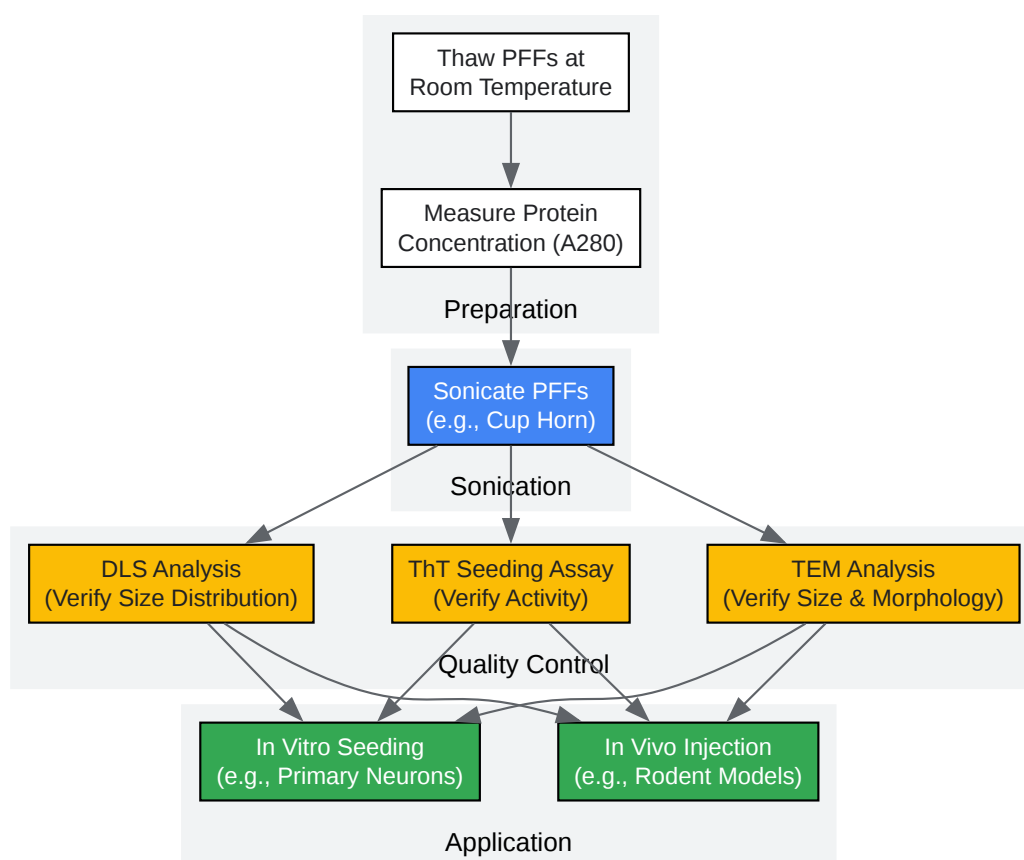 Thaw PFFs at
Room Temperature
Measure Protein
Concentration (A280)
Preparation
Sonicate PFFs
(e.g., Cup Horn)
Sonication
DLS Analysis
(Verify Size Distribution)
ThT Seeding Assay
(Verify Activity)
TEM Analysis
(Verify Size & Morphology)
Quality Control
In Vitro Seeding
(e.g., Primary Neurons)
In Vivo Injection
(e.g., Rodent Models)
Application